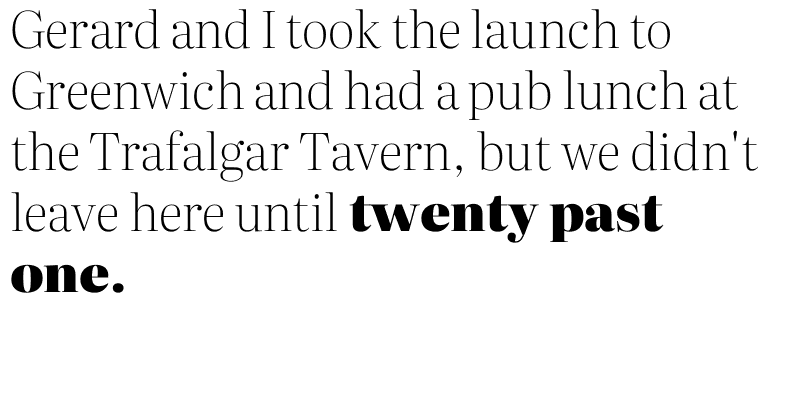 Gerard and I took the launch to
Greenwich and had a pub lunch at
the Trafalgar Tavern, but we didn't
leave here until twenty past
one.